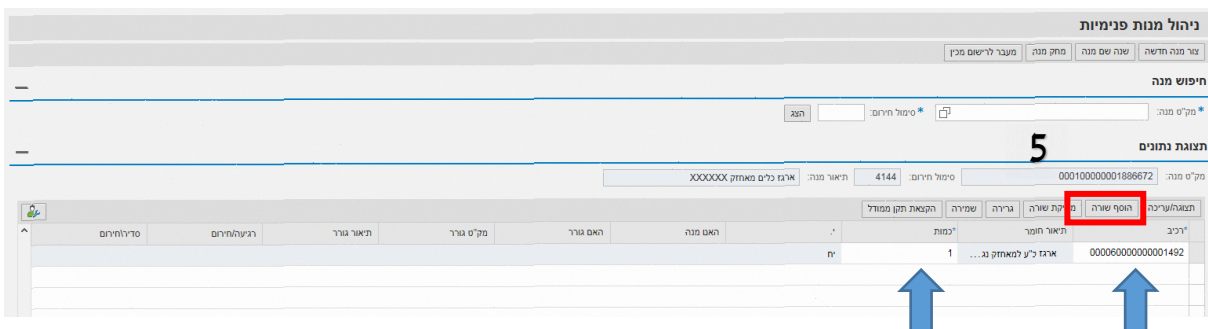 ניהול מנות פנימיות
צור מנה חדשה שנה שם מנה מחק מנה מעבר לרישום מכין
חיפוש מנה
* מק"ט מנה: * סימול חירום: הצג
5
תצוגת נתונים
מק"ט מנה: 000100000001886672 סימול חירום: 4144 תיאור מנה: ארגז כלים מאחזק XXXXXX
תצוגה/עריכה הוסף שורה מחיקת שורה גרירה שמירה הקצאת תקן ממודל
*רכיב תיאור חומר *כמות י. האם מנה האם גורר מק"ט גורר תיאור גורר רגיעה/חירום סדיר\חירום
000060000000001492 ארגז כ"ע למאחזק נג... 1 יח